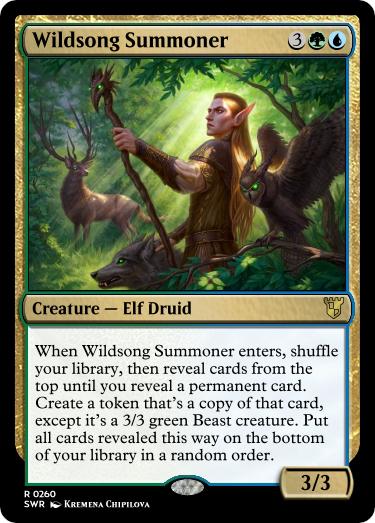 Wildsong Summoner 3
Creature — Elf Druid
When Wildsong Summoner enters, shuffle
your library, then reveal cards from the
top until you reveal a permanent card.
Create a token that's a copy of that card,
except it's a 3/3 green Beast creature. Put
all cards revealed this way on the bottom
of your library in a random order.
3/3
R 0260
SWR Kremena Chipilova